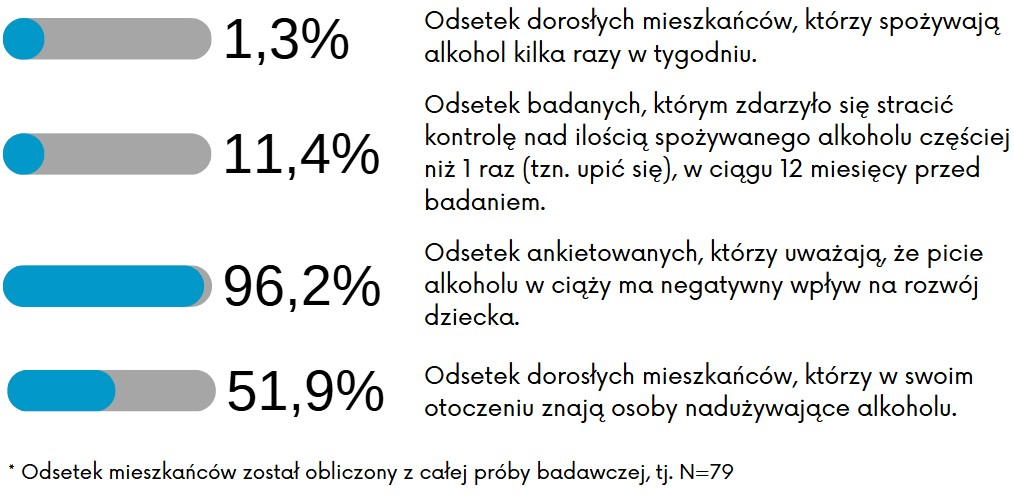 1,3%
Odsetek dorosłych mieszkańców, którzy spożywają
alkohol kilka razy w tygodniu.
11,4%
Odsetek badanych, którym zdarzyło się stracić
kontrolę nad ilością spożywanego alkoholu częściej
niż 1 raz (tzn. upić się), w ciągu 12 miesięcy przed
badaniem.
96,2%
Odsetek ankietowanych, którzy uważają, że picie
alkoholu w ciąży ma negatywny wpływ na rozwój
dziecka.
51,9%
Odsetek dorosłych mieszkańców, którzy w swoim
otoczeniu znają osoby nadużywające alkoholu.
* Odsetek mieszkańców został obliczony z całej próby badawczej, tj. N=79